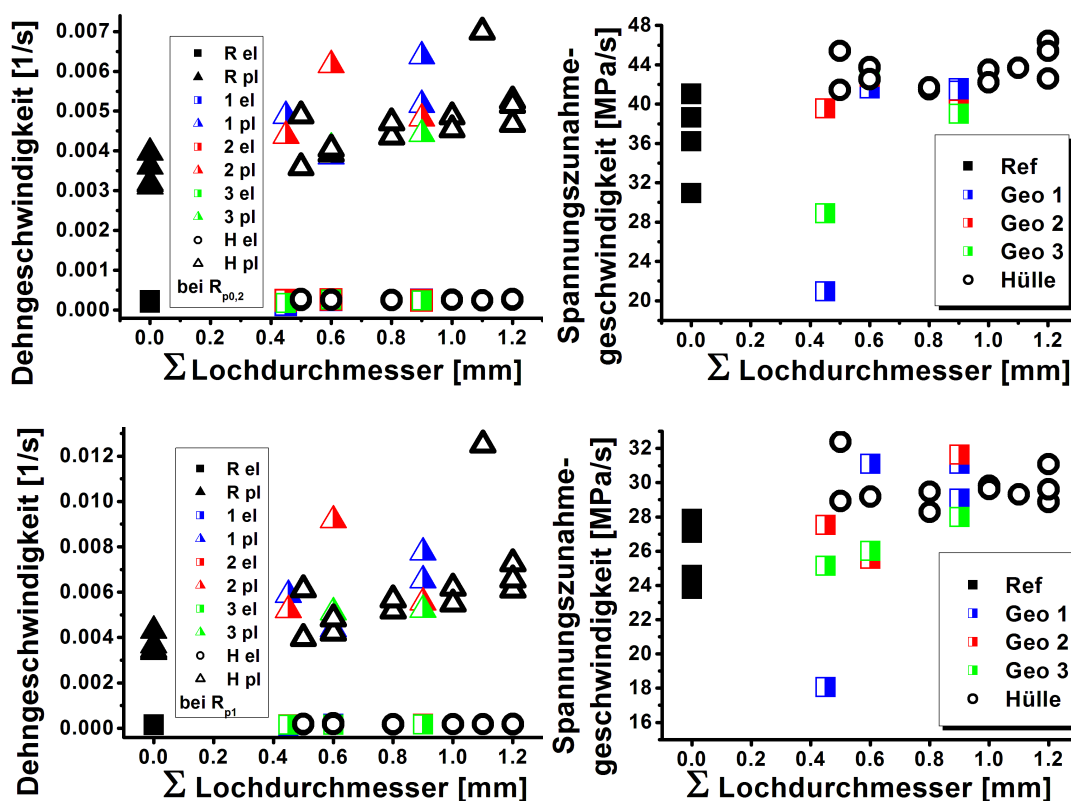 Dehngeschwindigkeit [1/s]
0.007
0.006
0.005
0.004
0.003
0.002
0.001
0.000
R el
R pl
1 el
1 pl
2 el
2 pl
3 el
3 pl
H el
H pl
bei Rp0,2
0.0 0.2 0.4 0.6 0.8 1.0 1.2
Σ Lochdurchmesser [mm]
Spannungszunahme-
geschwindigkeit [MPa/s]
48
44
40
36
32
28
24
20
Ref
Geo 1
Geo 2
Geo 3
Hülle
0.0 0.2 0.4 0.6 0.8 1.0 1.2
Σ Lochdurchmesser [mm]
Dehngeschwindigkeit [1/s]
0.012
0.010
0.008
0.006
0.004
0.002
0.000
R el
R pl
1 el
1 pl
2 el
2 pl
3 el
3 pl
H el
H pl
bei Rp1
0.0 0.2 0.4 0.6 0.8 1.0 1.2
Σ Lochdurchmesser [mm]
Spannungszunahme-
geschwindigkeit [MPa/s]
32
30
28
26
24
22
20
18
16
Ref
Geo 1
Geo 2
Geo 3
Hülle
0.0 0.2 0.4 0.6 0.8 1.0 1.2
Σ Lochdurchmesser [mm]